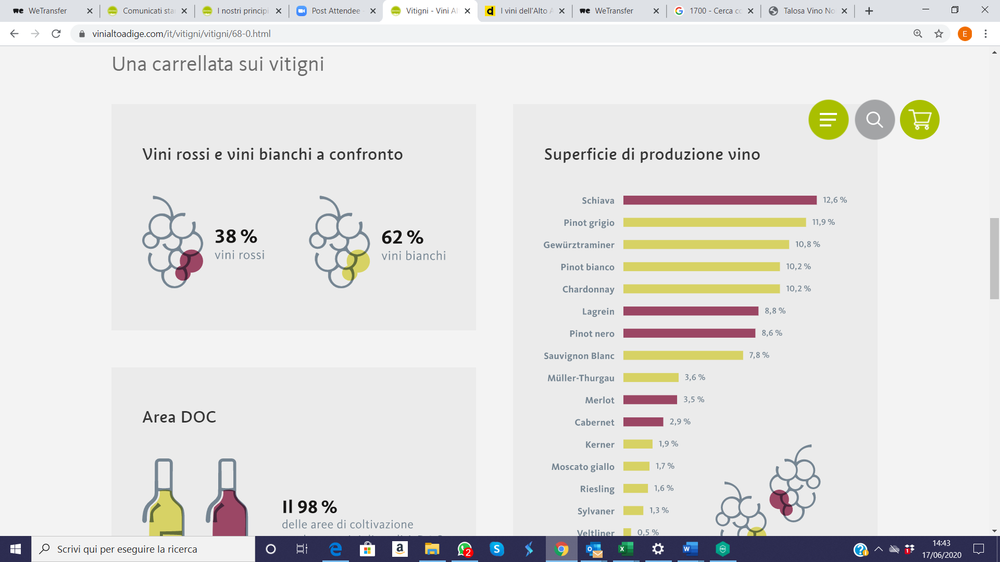 WeTransfer
Comunicati sta
I nostri principi
Post Attendee -
Vitigni - Vini Al
I vini dell'Alto A
WeTransfer
1700 - Cerca co
Talosa Vino No
vinialtoadige.com/it/vitigni/vitigni/68-0.html
E
Una carrellata sui vitigni
Vini rossi e vini bianchi a confronto
38 %
vini rossi
62 %
vini bianchi
Area DOC
Il 98 %
delle aree di coltivazione
Superficie di produzione vino
Schiava 12,6 %
Pinot grigio 11,9 %
Gewürztraminer 10,8 %
Pinot bianco 10,2 %
Chardonnay 10,2 %
Lagrein 8,8 %
Pinot nero 8,6 %
Sauvignon Blanc 7,8 %
Müller-Thurgau 3,6 %
Merlot 3,5 %
Cabernet 2,9 %
Kerner 1,9 %
Moscato giallo 1,7 %
Riesling 1,6 %
Sylvaner 1,3 %
Veltliner 0,5 %
Scrivi qui per eseguire la ricerca
2
1
14:43
17/06/2020